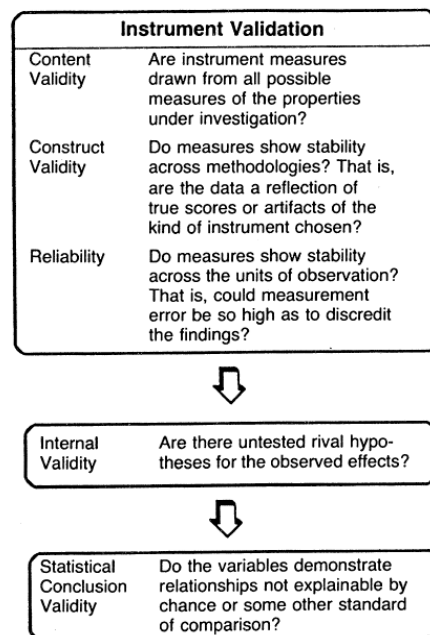 Instrument Validation
Content Validity
Are instrument measures
drawn from all possible
measures of the properties
under investigation?
Construct Validity
Do measures show stability
across methodologies? That is,
are the data a reflection of
true scores or artifacts of the
kind of instrument chosen?
Reliability
Do measures show stability
across the units of observation?
That is, could measurement
error be so high as to discredit
the findings?
Internal Validity
Are there untested rival hypo-
theses for the observed effects?
Statistical Conclusion Validity
Do the variables demonstrate
relationships not explainable by
chance or some other standard
of comparison?